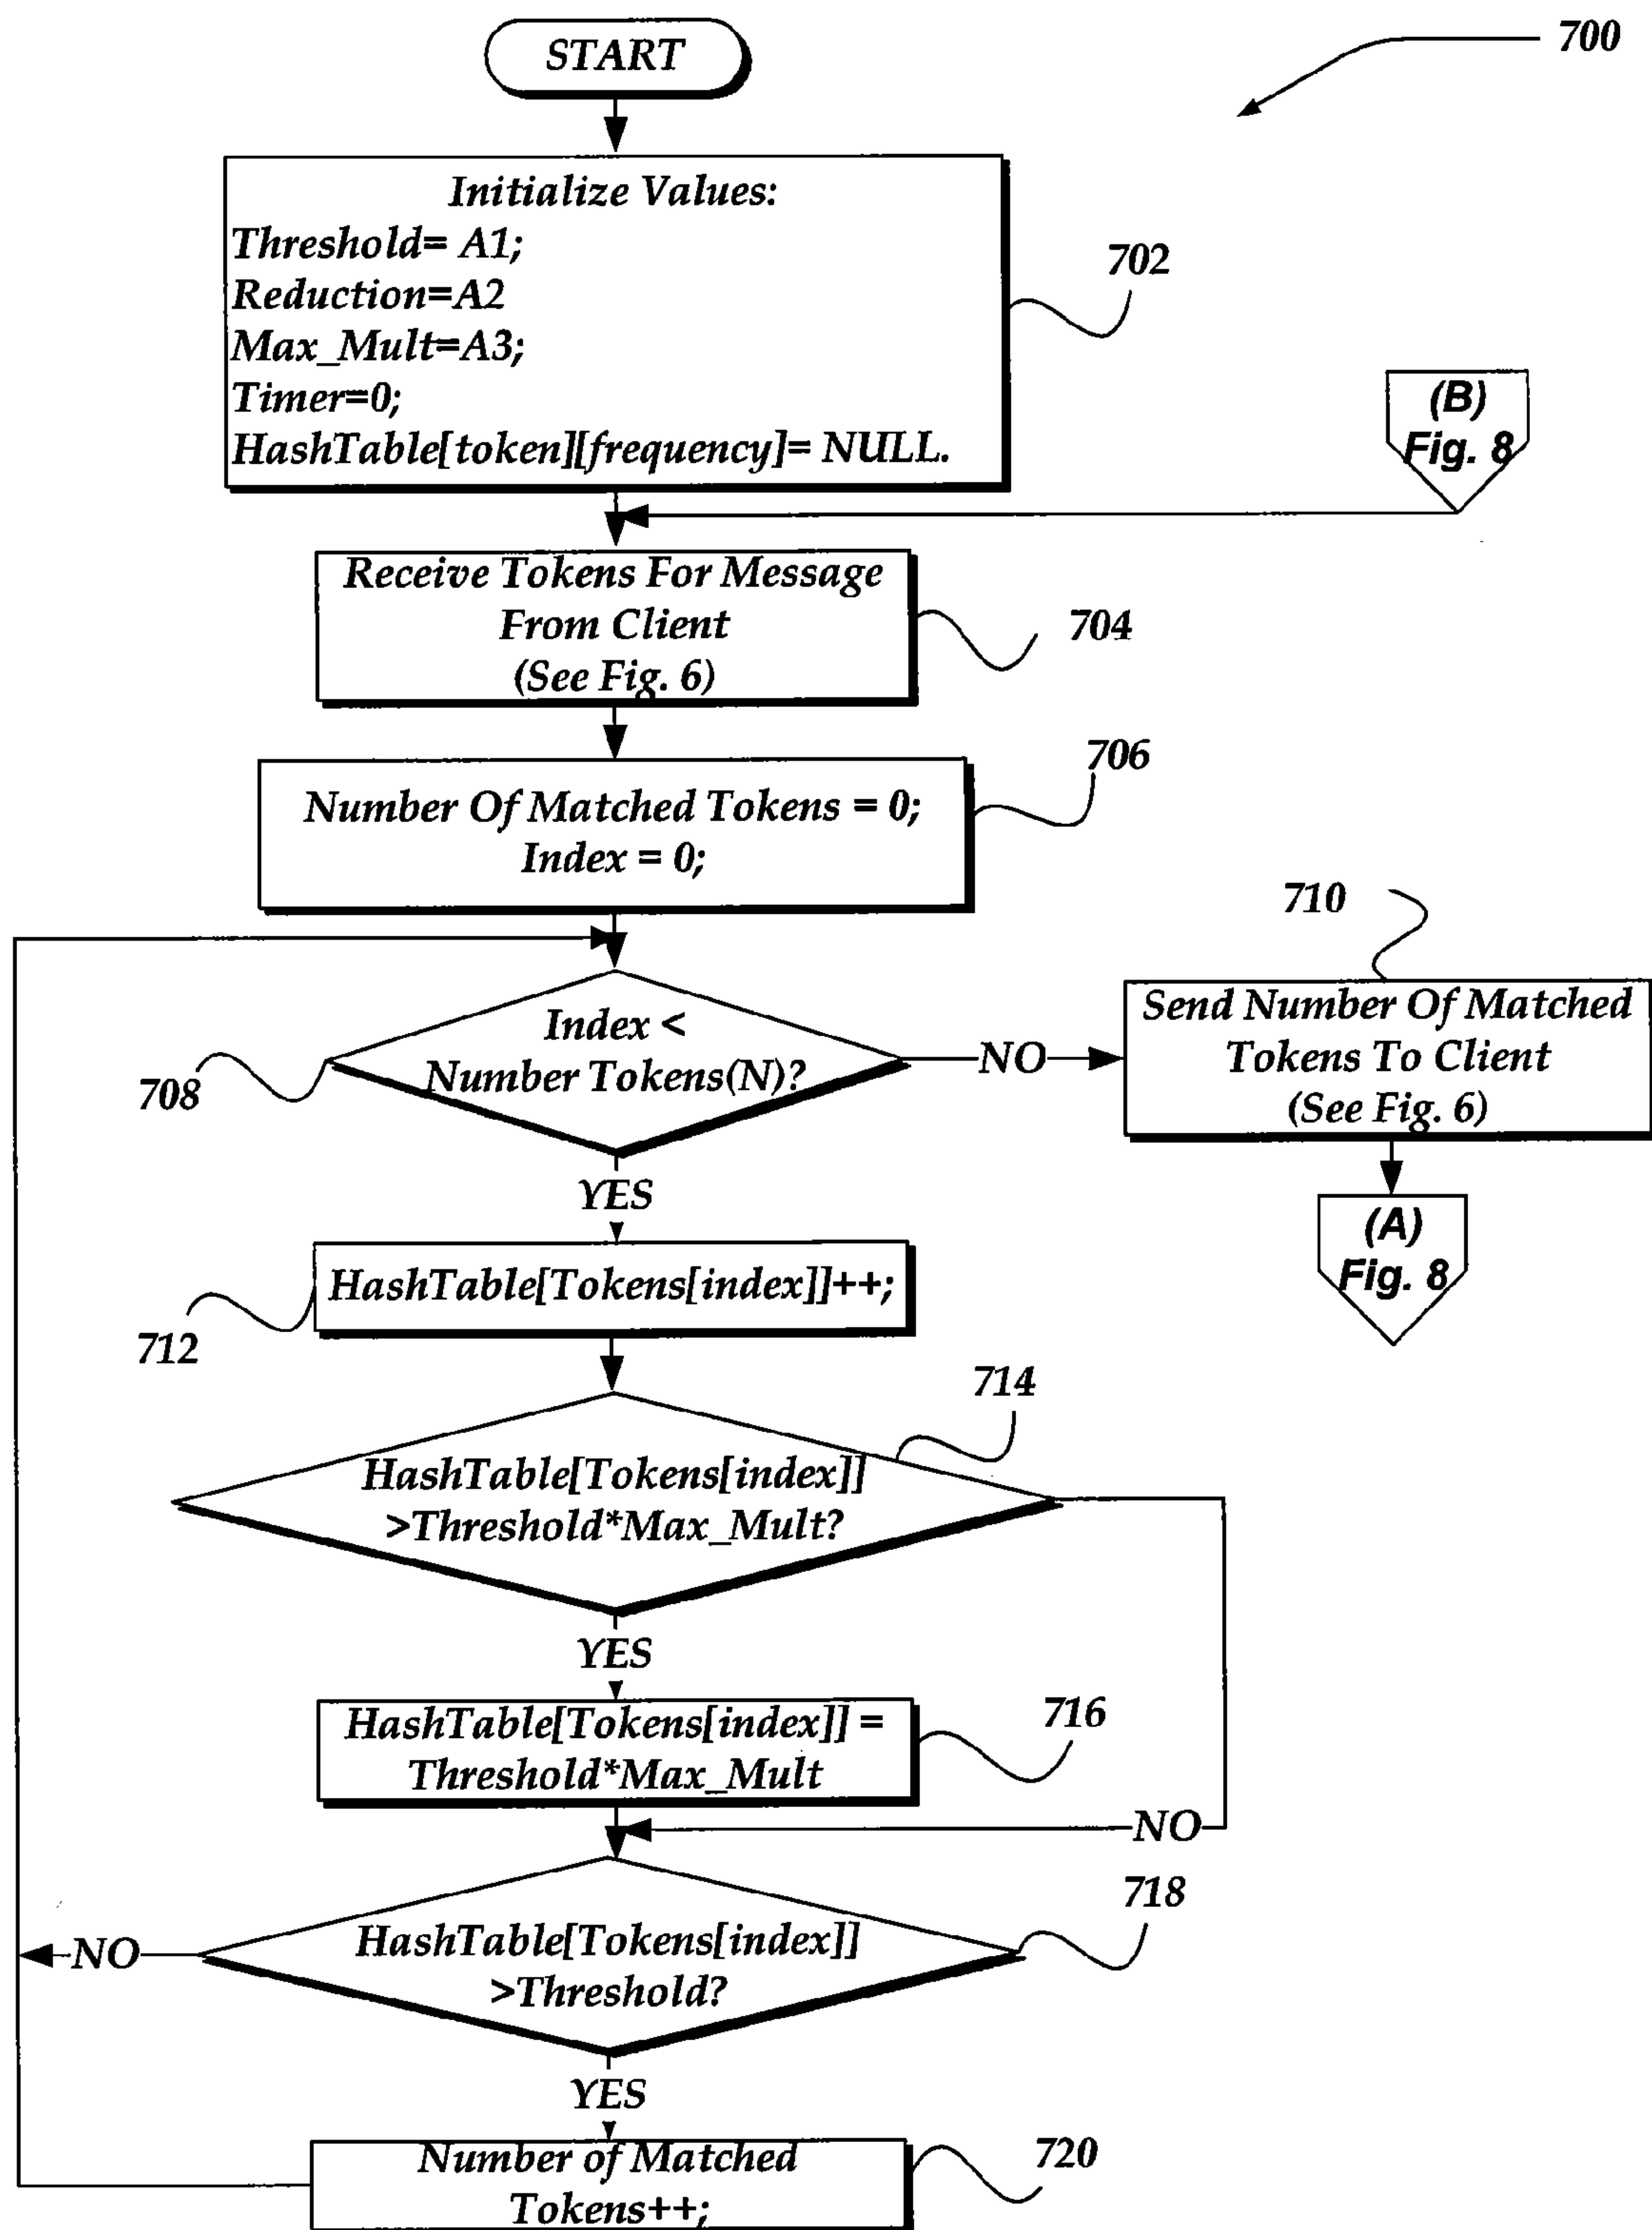 START
700
Initialize Values:
Threshold= A1;
Reduction=A2
Max_Mult=A3;
Timer=0;
HashTable[token][frequency]= NULL.
702
(B)
Fig. 8
Receive Tokens For Message
From Client
(See Fig. 6)
704
Number Of Matched Tokens = 0;
Index = 0;
706
Index <
Number Tokens(N)?
708
NO
710
Send Number Of Matched
Tokens To Client
(See Fig. 6)
(A)
Fig. 8
YES
HashTable[Tokens[index]]++;
712
714
HashTable[Tokens[index]]
>Threshold*Max_Mult?
YES
HashTable[Tokens[index]] =
Threshold*Max_Mult
716
NO
718
HashTable[Tokens[index]]
>Threshold?
NO
YES
Number of Matched
Tokens++;
720